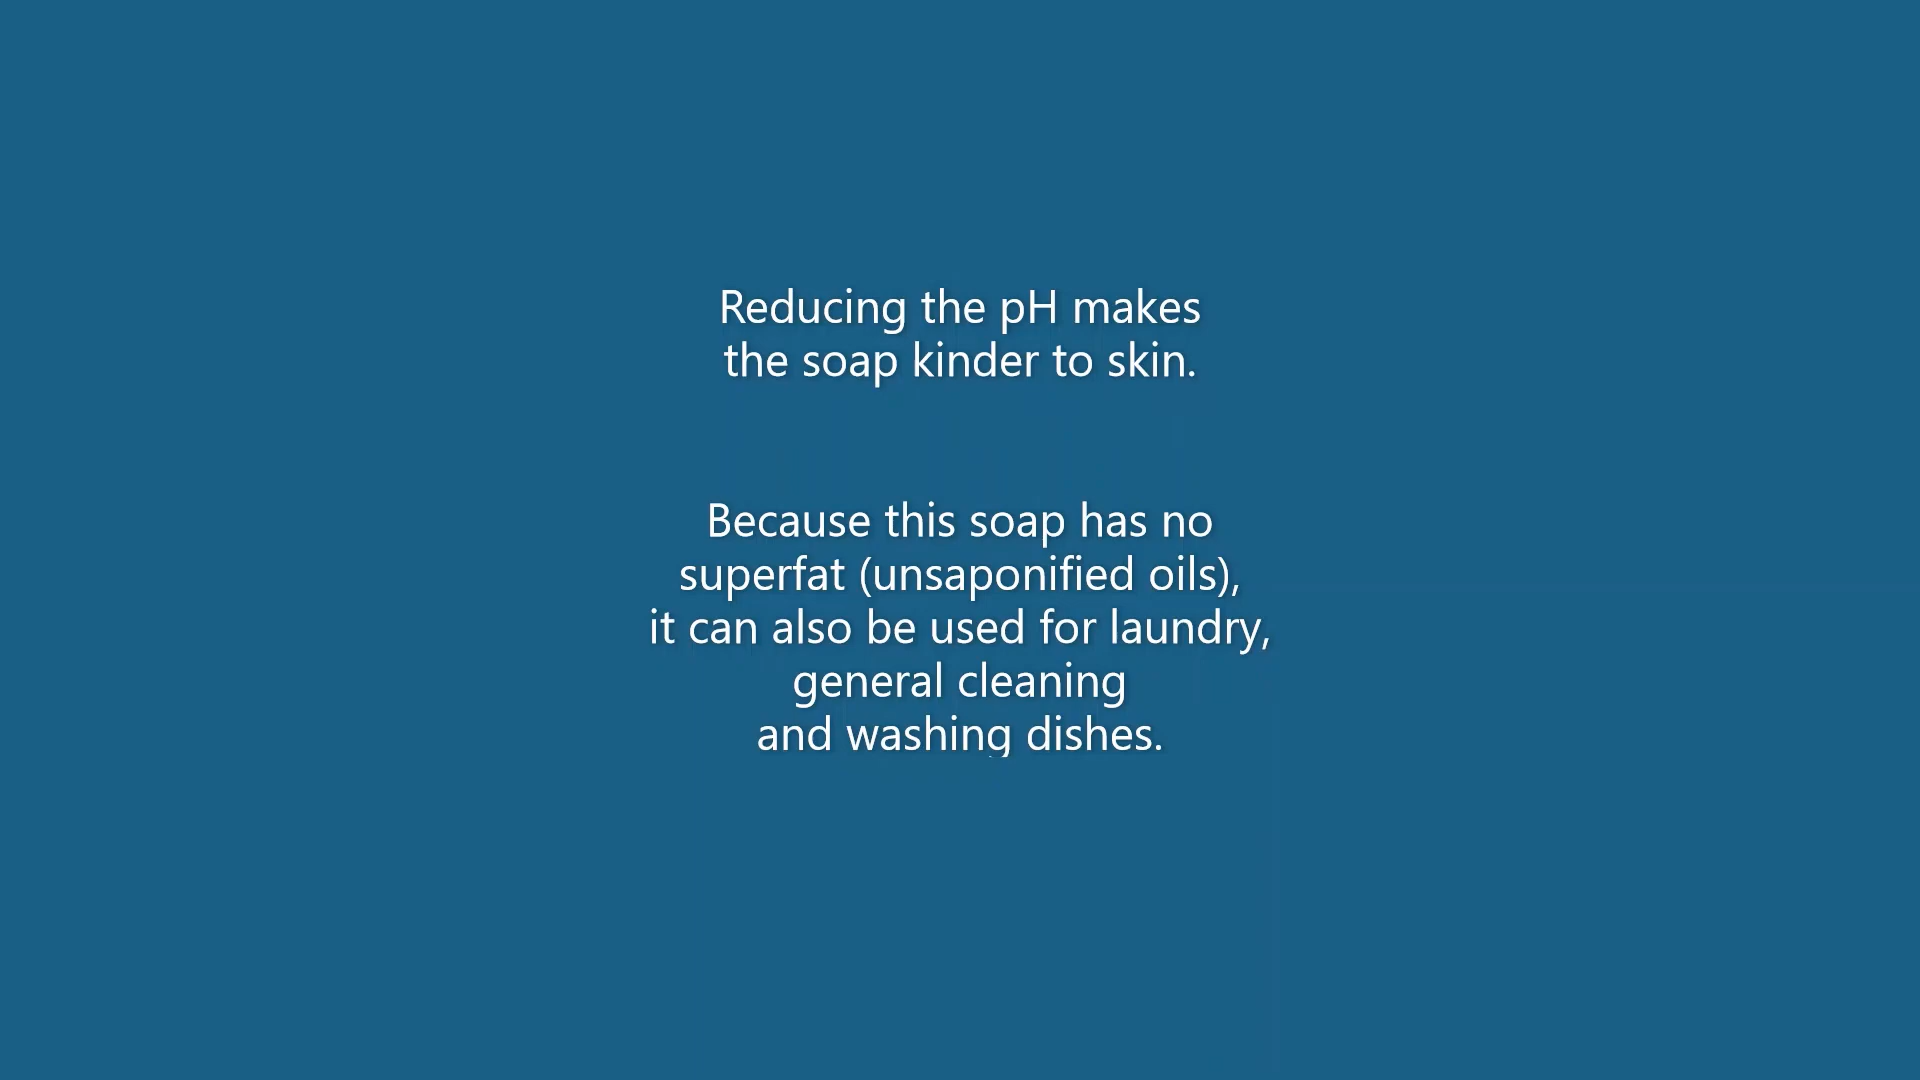 Reducing the pH makes
the soap kinder to skin.
Because this soap has no
superfat (unsaponified oils),
it can also be used for laundry,
general cleaning
and washing dishes.